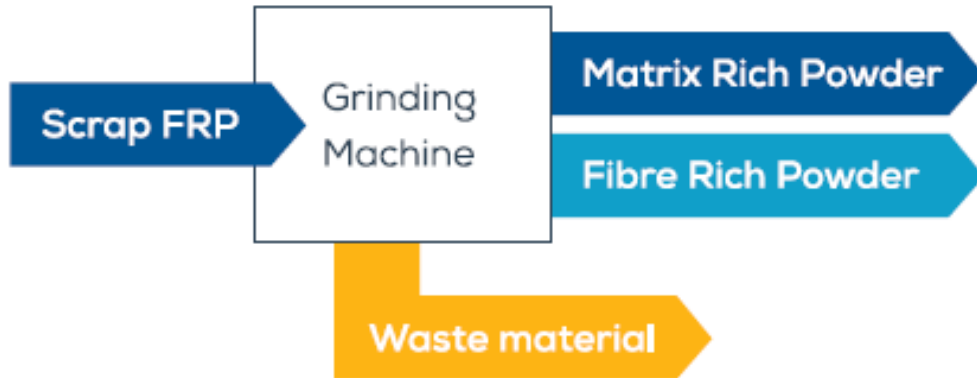 Scrap FRP
Grinding
Machine
Matrix Rich Powder
Fibre Rich Powder
Waste material